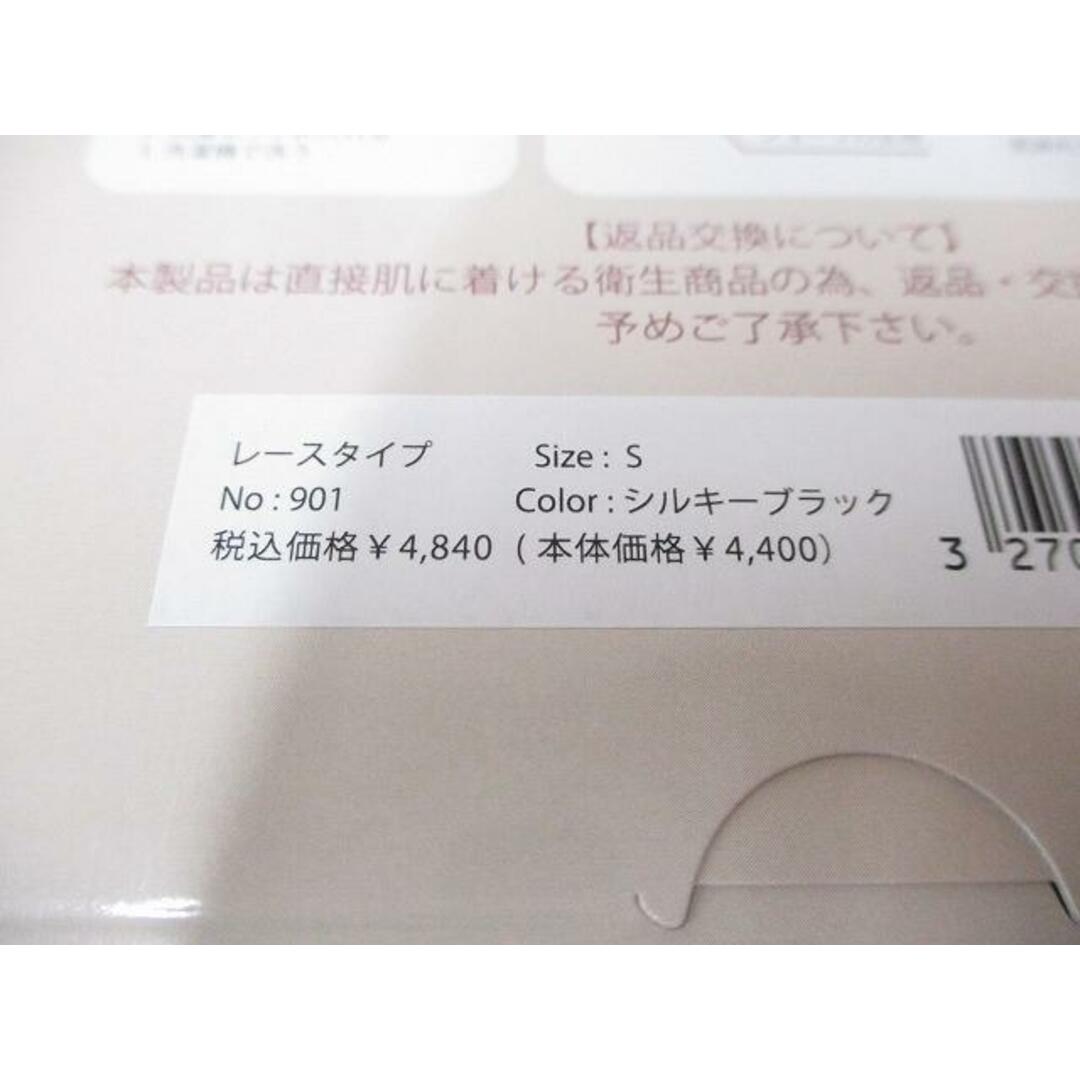 【返品交換について】
本製品は直接肌に着ける衛生商品の為、返品・交
予めご了承下さい。
レースタイプ
Size : S
No : 901
Color : シルキーブラック
税込価格¥4,840 (本体価格¥4,400)
3 270